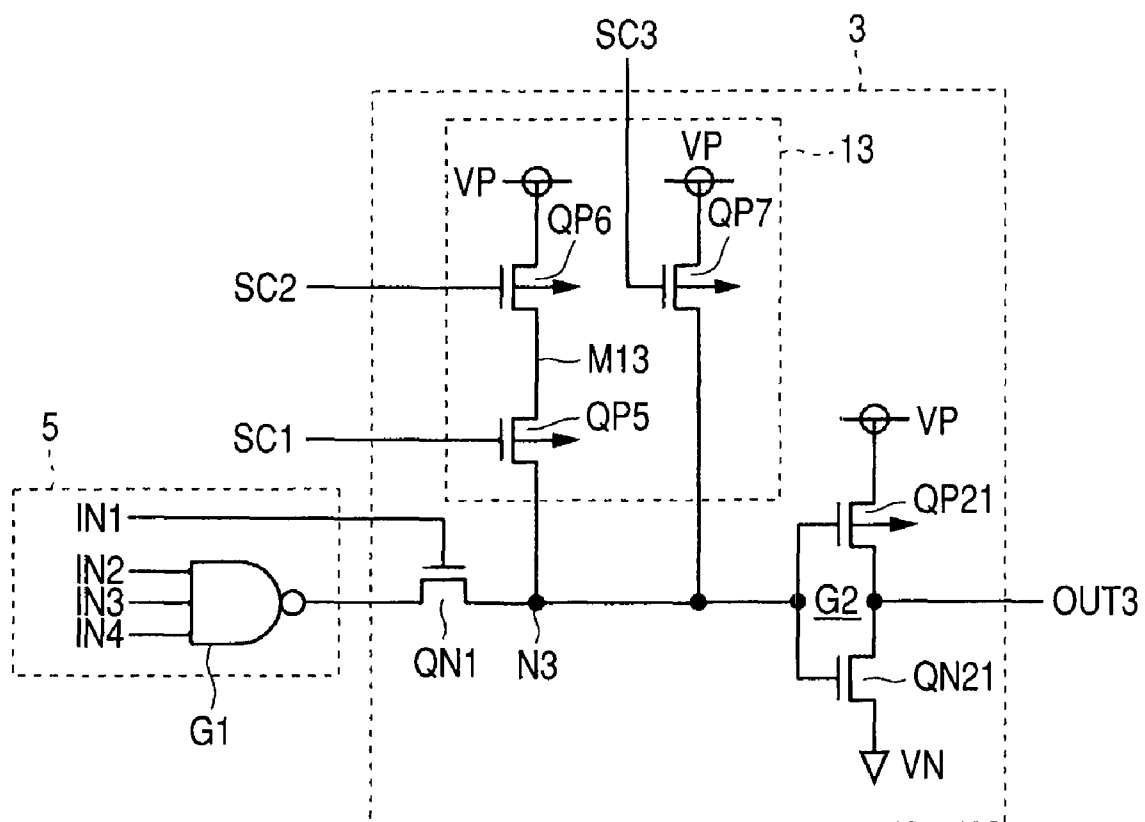 SC3
3
13
VP
VP
QP6
QP7
SC2
M13
QP5
SC1
5
VP
IN1
QP21
IN2
IN3
IN4
G2
OUT3
QN1
N3
QN21
G1
VN